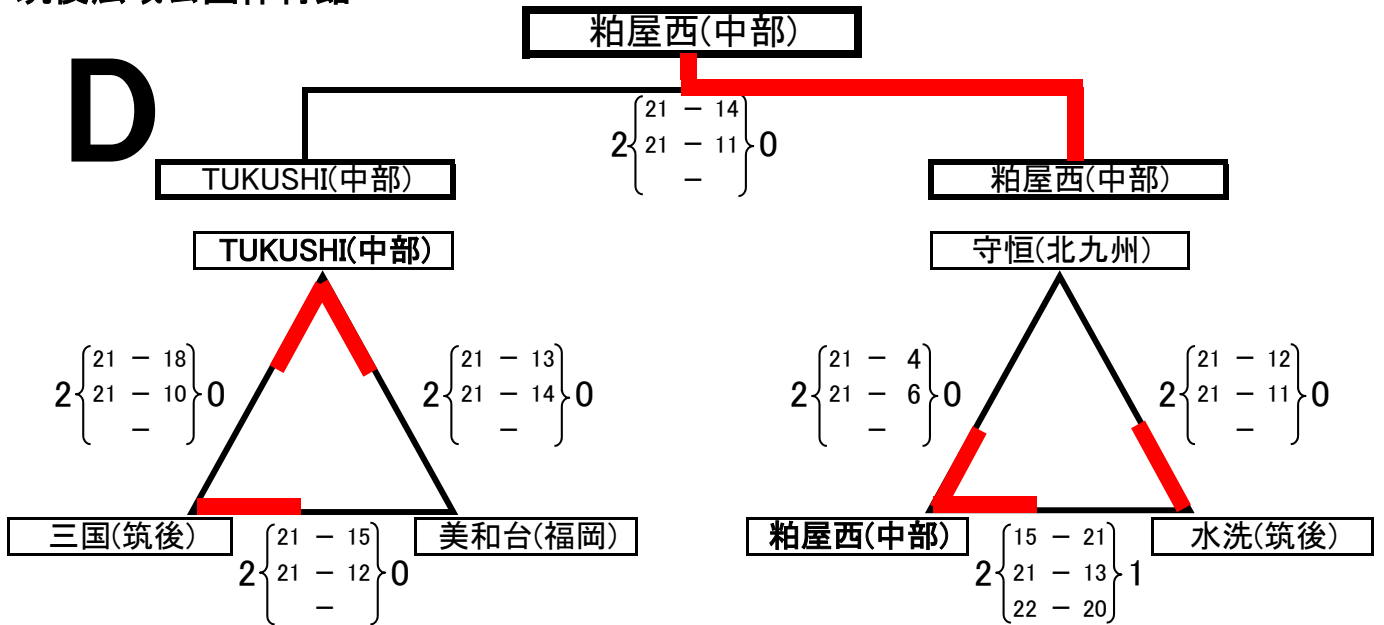 粕屋西(中部)
D
21 - 14
2 21 - 11 0
-
TUKUSHI(中部)
粕屋西(中部)
TUKUSHI(中部)
守恒(北九州)
21 - 18
2 21 - 10 0
-
21 - 13
2 21 - 14 0
-
21 - 4
2 21 - 6 0
-
21 - 12
2 21 - 11 0
-
三国(筑後)
美和台(福岡)
粕屋西(中部)
水洗(筑後)
21 - 15
2 21 - 12 0
-
15 - 21
2 21 - 13 1
22 - 20